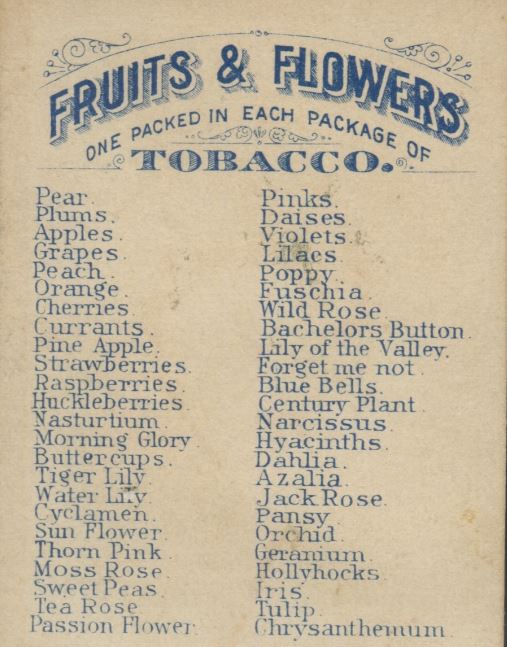 FRUITS & FLOWERS
ONE PACKED IN EACH PACKAGE OF
TOBACCO.
Pear.
Plums.
Apples.
Grapes.
Peach.
Orange.
Cherries.
Currants.
Pine Apple.
Strawberries.
Raspberries.
Huckleberries.
Nasturtium.
Morning Glory.
Buttercups.
Tiger Lily.
Water Lily.
Cyclamen.
Sun Flower.
Thorn Pink.
Moss Rose.
Sweet Peas.
Tea Rose.
Passion Flower.
Pinks.
Daises.
Violets.
Lilacs.
Poppy.
Fuschia.
Wild Rose.
Bachelors Button.
Lily of the Valley.
Forget me not.
Blue Bells.
Century Plant.
Narcissus.
Hyacinths.
Dahlia.
Azalia.
Jack Rose.
Pansy.
Orchid.
Geranium.
Hollyhocks.
Iris.
Tulip.
Chrysanthemum.